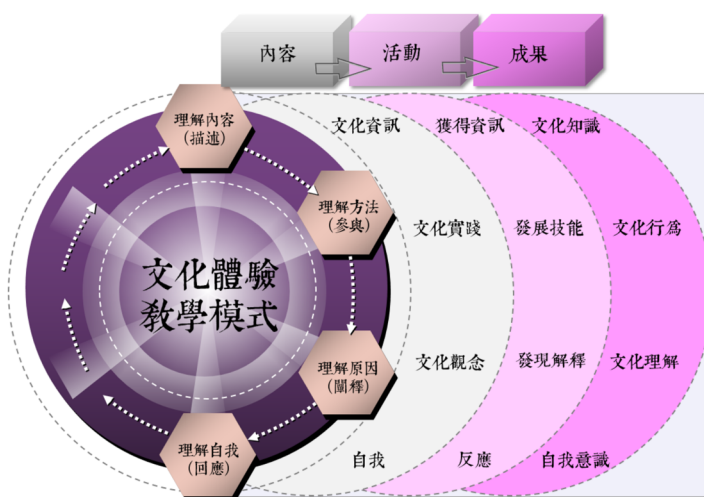 內容
活動
成果
理解內容
(描述)
文化資訊
獲得資訊
文化知識
理解方法
(參與)
文化實踐
發展技能
文化行為
文化體驗
教學模式
理解原因
(闡釋)
文化觀念
發現解釋
文化理解
理解自我
(回應)
自我
反應
自我意識